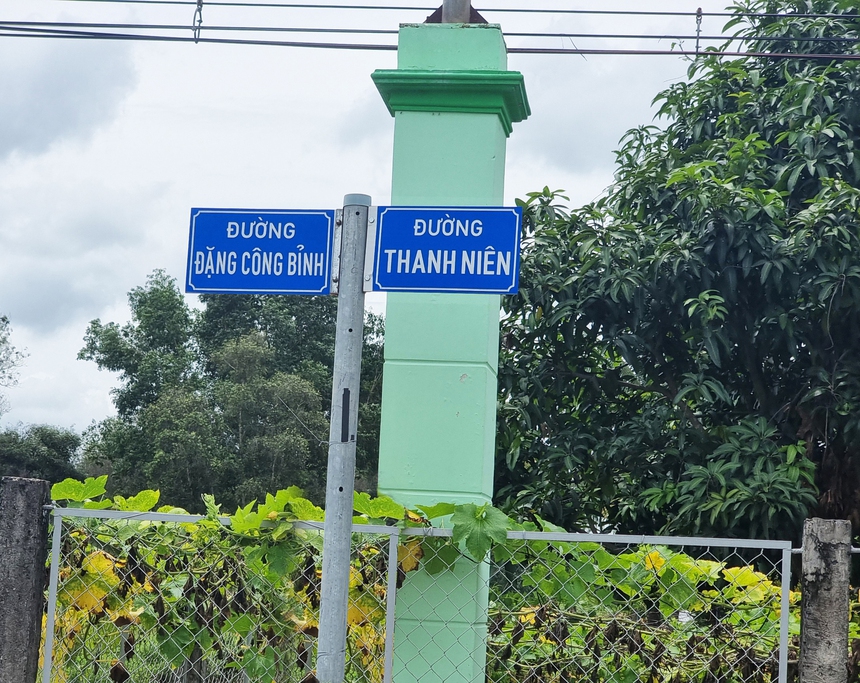 ĐƯỜNG
ĐẶNG CÔNG BỈNH
ĐƯỜNG
THANH NIÊN